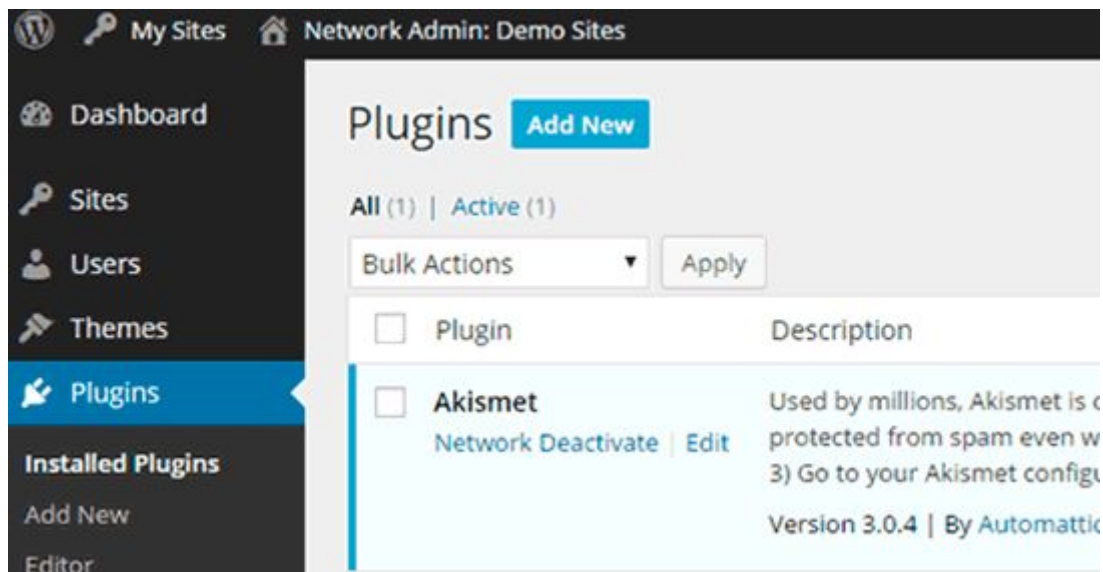 My Sites Network Admin: Demo Sites
Dashboard
Sites
Users
Themes
Plugins
Installed Plugins
Add New
Editor
Plugins Add New
All (1) | Active (1)
Bulk Actions Apply
Plugin Description
Akismet
Network Deactivate | Edit
Used by millions, Akismet is
protected from spam even
3) Go to your Akismet
Version 3.0.4 | By Automattic